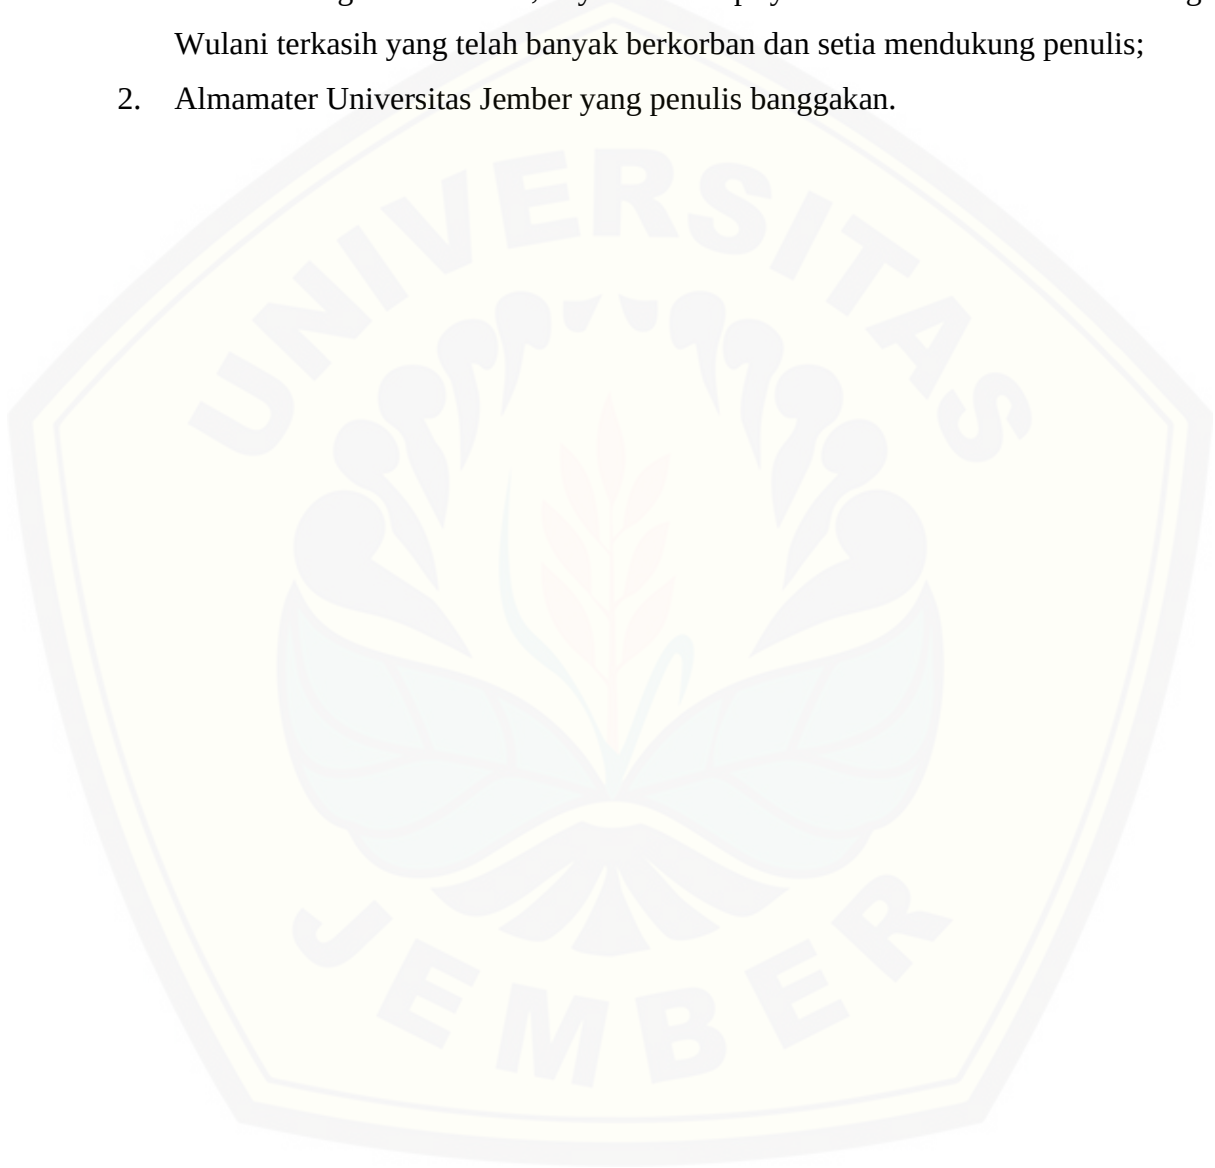 Wulani terkasih yang telah banyak berkorban dan setia mendukung penulis;
2. Almamater Universitas Jember yang penulis banggakan.
UNIVERSITAS
JEMBER